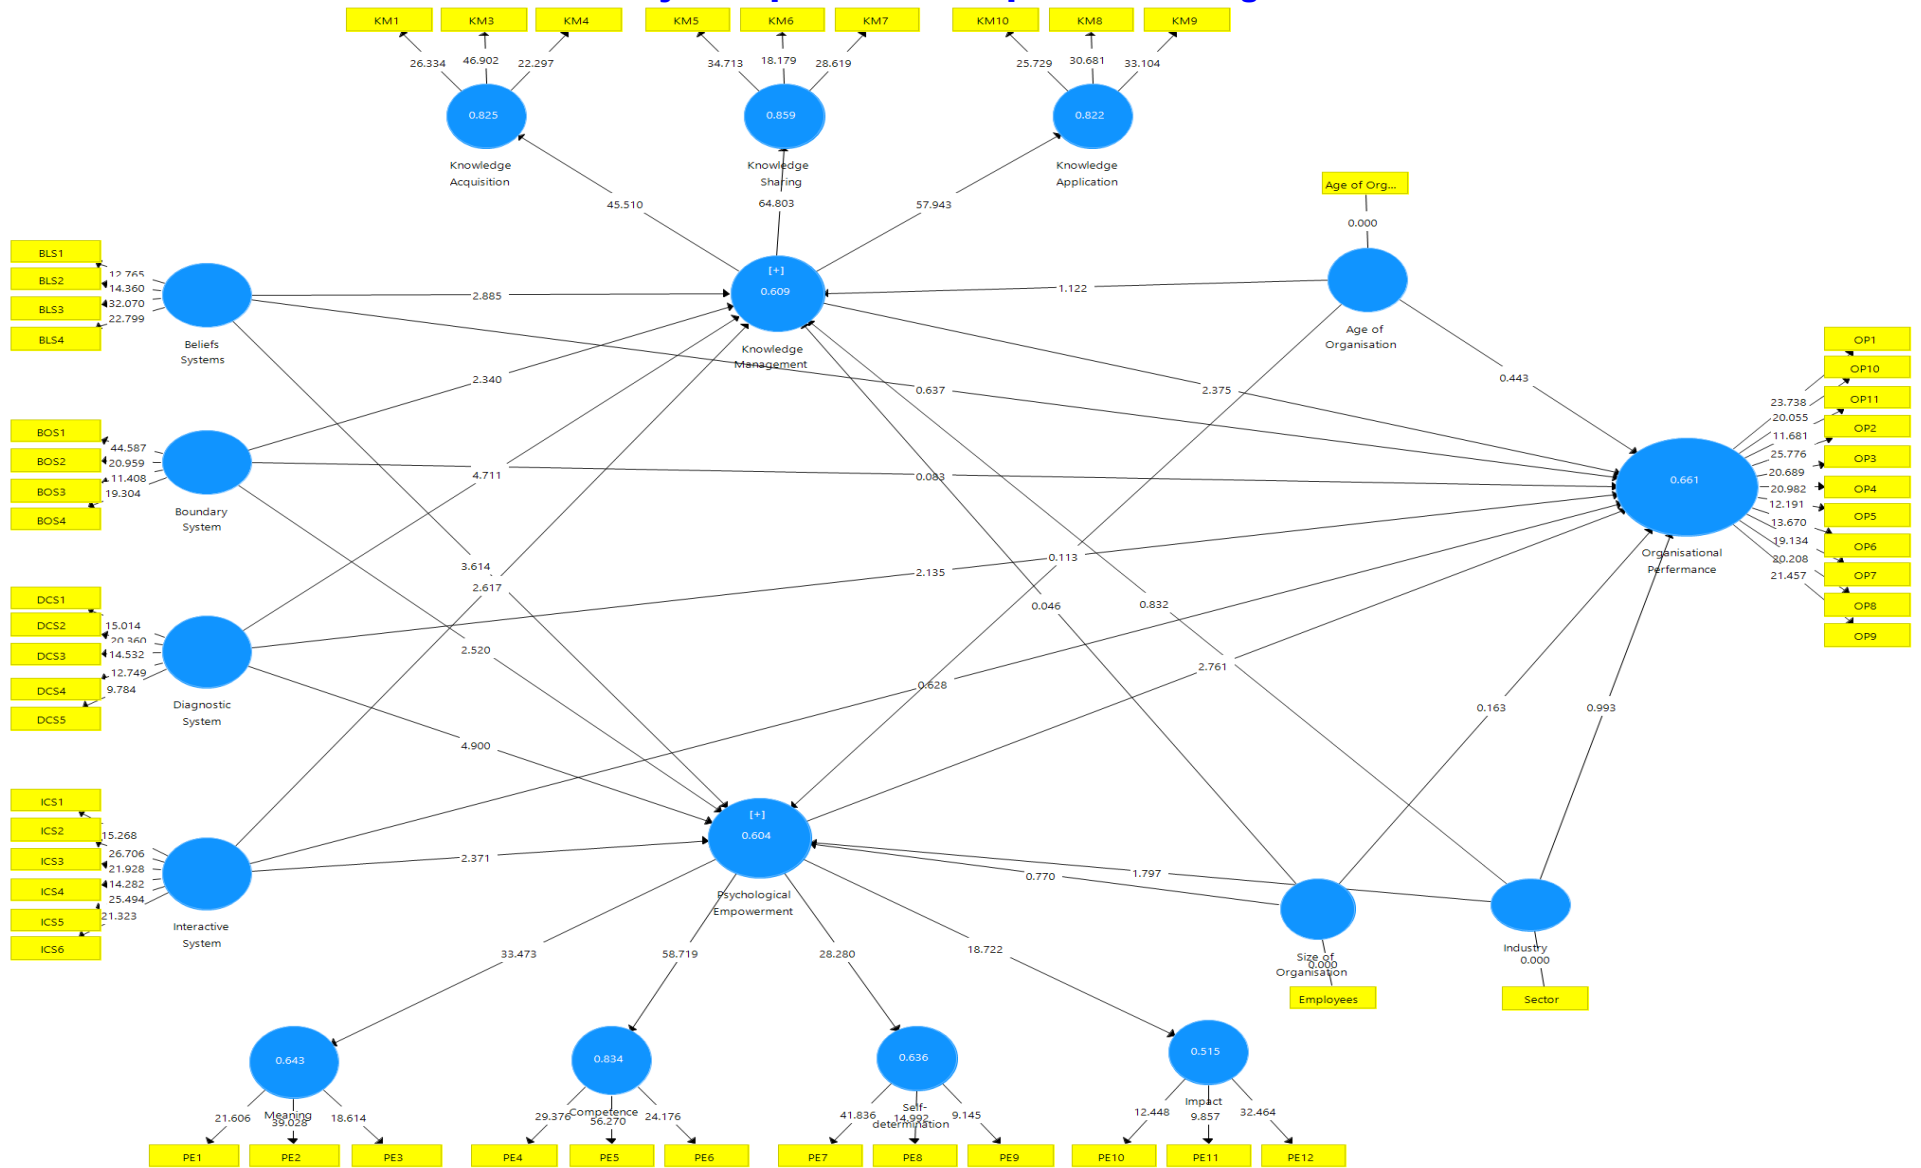 KM1
KM3
KM4
KM5
KM6
KM7
KM10
KM8
KM9
26.334
46.902
22.297
34.713
18.179
28.619
25.729
30.681
33.104
0.825
0.859
0.822
Knowledge
Acquisition
Knowledge
Sharing
Knowledge
Application
45.510
64.803
57.943
Age of Org...
0.000
BLS1
BLS2
BLS3
BLS4
12.765
14.360
32.070
22.799
Beliefs
Systems
2.885
[+]
0.609
Knowledge
Management
1.122
Age of
Organisation
2.340
0.637
2.375
0.443
BOS1
BOS2
BOS3
BOS4
44.587
20.959
11.408
19.304
Boundary
System
4.711
0.083
0.661
Organisational
Perfermance
OP1
OP10
OP11
OP2
OP3
OP4
OP5
OP6
OP7
OP8
OP9
23.738
20.055
11.681
25.776
20.689
20.982
12.191
13.670
19.134
20.208
21.457
3.614
2.617
2.135
0.113
0.046
0.832
DCS1
DCS2
DCS3
DCS4
DCS5
15.014
20.360
14.532
12.749
9.784
Diagnostic
System
2.520
0.628
2.761
0.163
0.993
4.900
ICS1
ICS2
ICS3
ICS4
ICS5
ICS6
15.268
26.706
21.928
14.282
25.494
21.323
Interactive
System
2.371
[+]
0.604
Psychological
Empowerment
0.770
1.797
Size of
Organisation
0.000
Employees
Industry
0.000
Sector
33.473
58.719
28.280
18.722
0.643
0.834
0.636
0.515
Meaning
Competence
Self-
determination
Impact
21.606
39.028
18.614
29.376
56.270
24.176
41.836
14.992
9.145
12.448
9.857
32.464
PE1
PE2
PE3
PE4
PE5
PE6
PE7
PE8
PE9
PE10
PE11
PE12